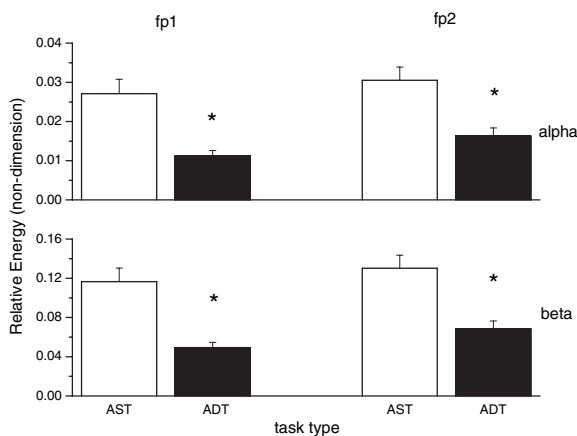 fp1 fp2
0.04
0.03
0.02
0.01
0.00
* *
alpha
0.16
0.12
0.08
0.04
0.00
* *
beta
Relative Energy (non-dimension)
AST ADT AST ADT
task type